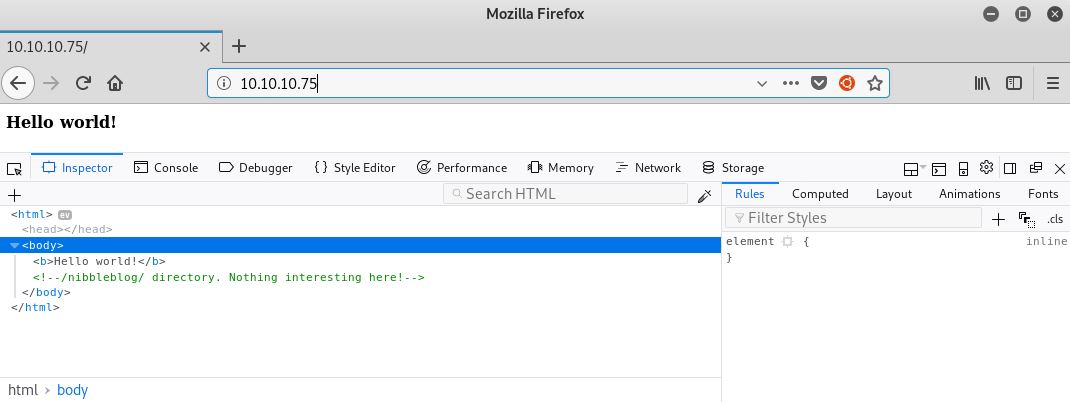 Mozilla Firefox
10.10.10.75/
10.10.10.75
Hello world!
Inspector Console Debugger { } Style Editor Performance Memory Network Storage
+ Search HTML Rules Computed Layout Animations Fonts
<html> ev Filter Styles + .cls
<head></head> element { inline
<body> }
<b>Hello world!</b>
<!--/nibbleblog/ directory. Nothing interesting here!-->
</body>
</html>
html > body